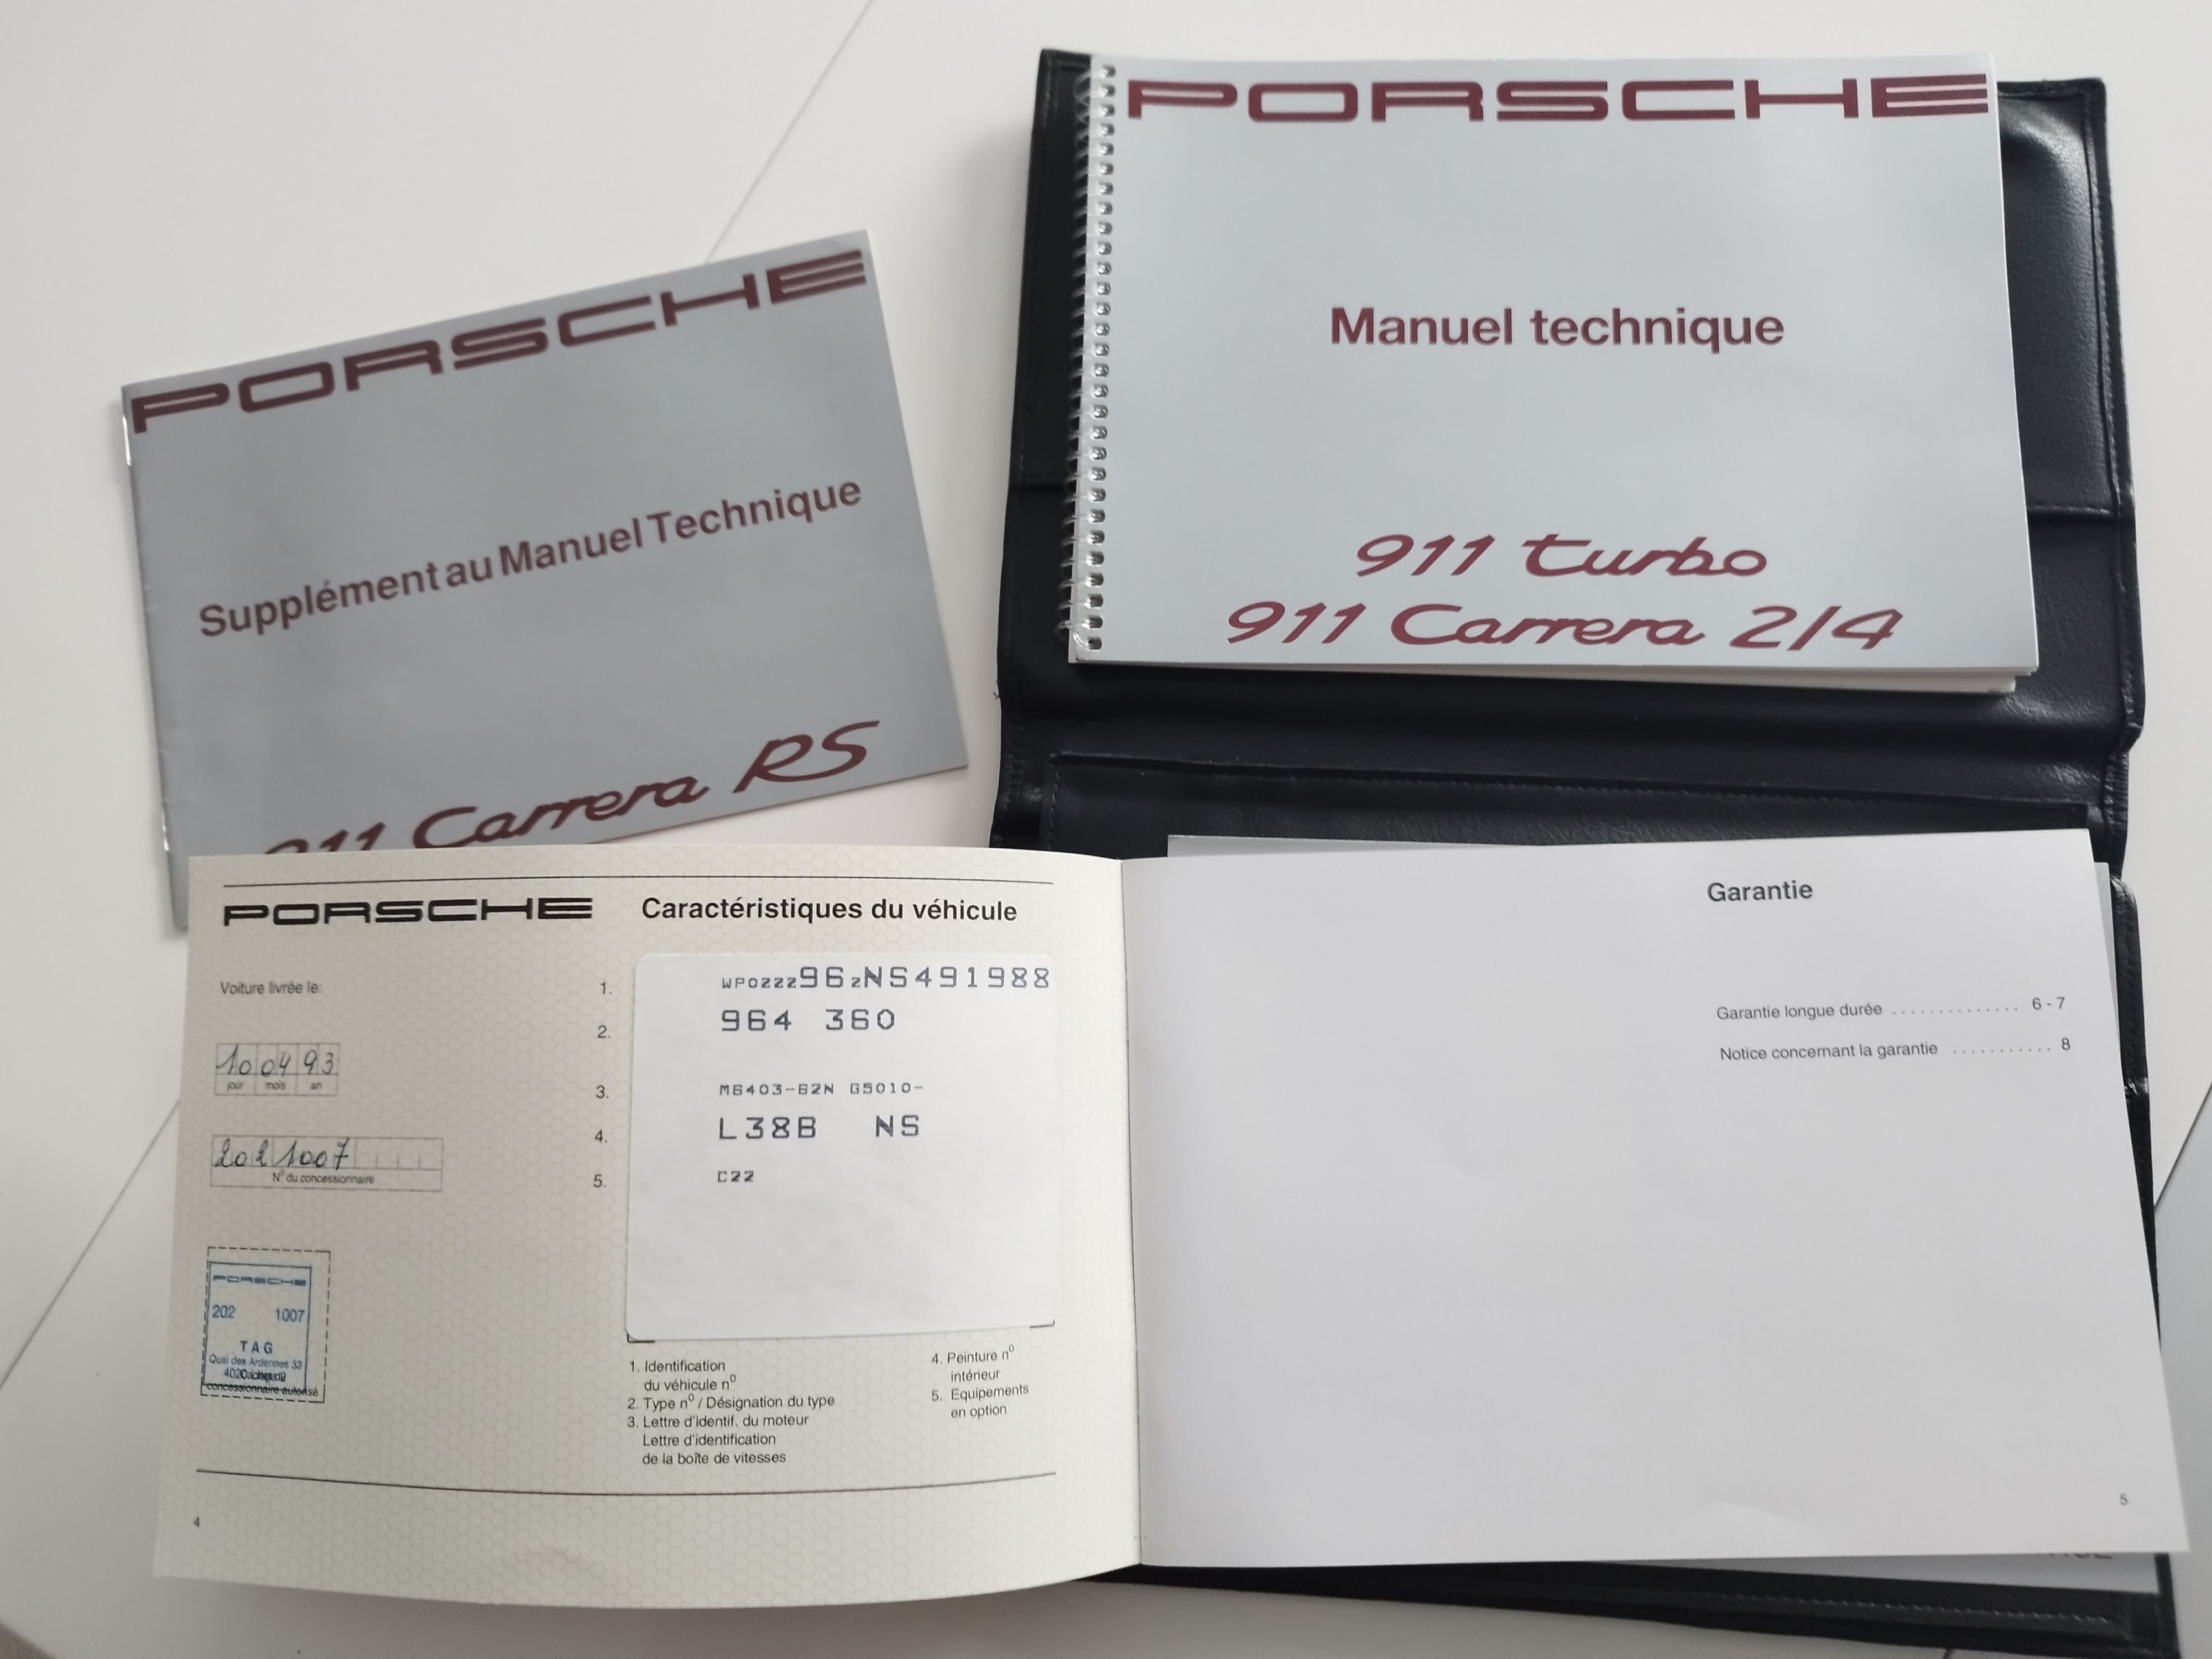 PORSCHE
Supplément au Manuel Technique
911 Carrera RS
PORSCHE
Manuel technique
911 turbo
911 Carrera 2/4
PORSCHE
Caractéristiques du véhicule
Voiture livrée le:
10 04 93
jour mois an
202 1007
N° du concessionnaire
PORSCHE
202 1007
TAG
Quai des Ardennes 33
concessionnaire autorisé
1. WP0ZZZ96ZNS491988
2. 964 360
3. M6403-62N G5010-
4. L38B NS
5. C22
1. Identification
du véhicule n°
2. Type n° / Désignation du type
3. Lettre d'identif. du moteur
Lettre d'identification
de la boîte de vitesses
4. Peinture n°
intérieur
5. Equipements
en option
4
Garantie
Garantie longue durée .............. 6 - 7
Notice concernant la garantie ........... 8
5